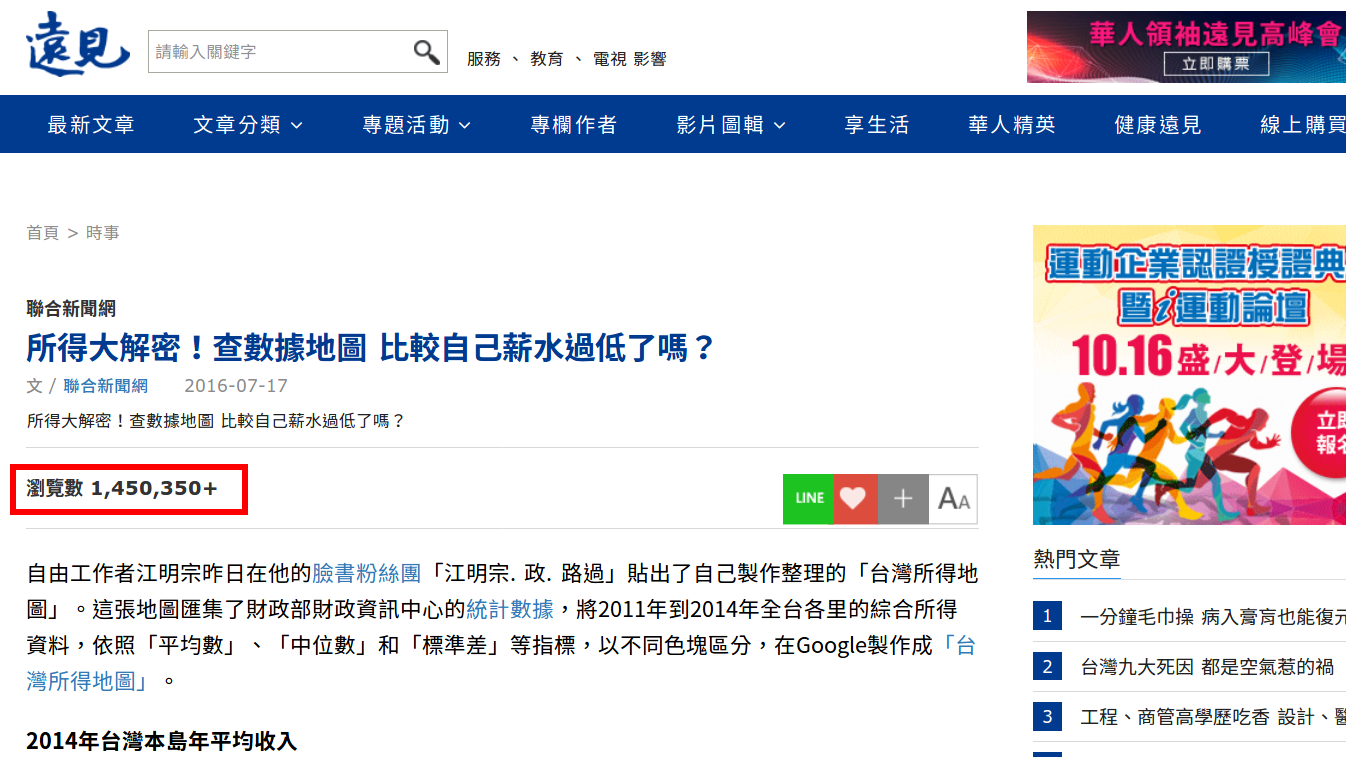 遠見
請輸入關鍵字
服務 、 教育 、 電視 影響
華人領袖遠見高峰會
立即購票
最新文章 文章分類 專題活動 專欄作者 影片圖輯 享生活 華人精英 健康遠見 線上購買
首頁 > 時事
聯合新聞網
所得大解密！查數據地圖 比較自己薪水過低了嗎？
文 / 聯合新聞網 2016-07-17
所得大解密！查數據地圖 比較自己薪水過低了嗎？
瀏覽數 1,450,350+
LINE
AA
自由工作者江明宗昨日在他的臉書粉絲團「江明宗. 政. 路過」貼出了自己製作整理的「台灣所得地
圖」。這張地圖匯集了財政部財政資訊中心的統計數據，將2011年到2014年全台各里的綜合所得
資料，依照「平均數」、「中位數」和「標準差」等指標，以不同色塊區分，在Google製作成「台
灣所得地圖」。
2014年台灣本島年平均收入
運動企業認證授證典
暨i運動論壇
10.16盛/大/登/場
立即
報名
熱門文章
1 一分鐘毛巾操 病入膏肓也能復元
2 台灣九大死因 都是空氣惹的禍
3 工程、商管高學歷吃香 設計、醫